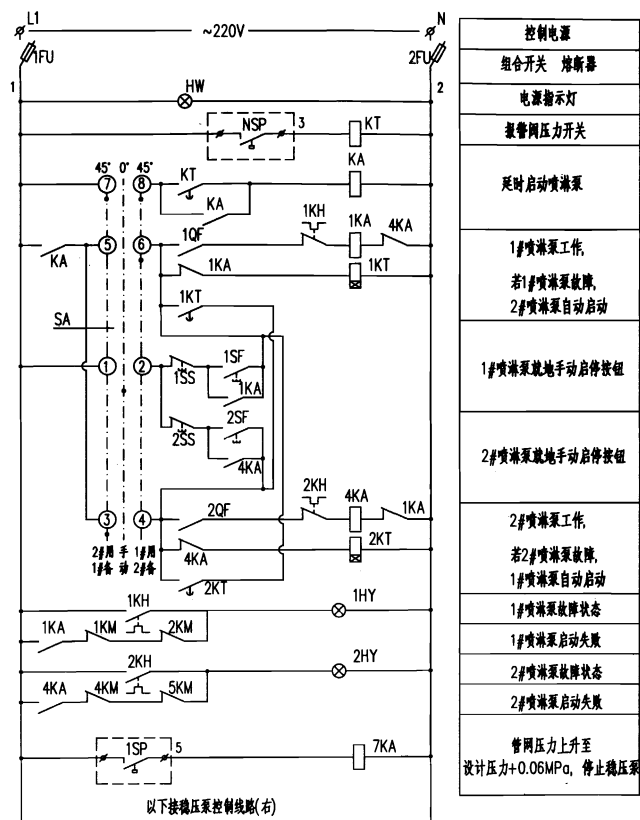 L1 ~220V N
1FU 2FU
1 2
HW
NSP 3 KT
KA
45° 0° 45°
7 8 KT
KA
5 6 1QF 1KH 1KA 4KA
KA
1KA 1KT
1KT
SA
1 2 1SS 1SF
1KA
2SS 2SF
4KA
3 4 2QF 2KH 4KA 1KA
2#用 手 1#用
1#备 动 2#备
4KA 2KT
2KT
1KH 1HY
1KA 1KM 2KM
2KH 2HY
4KA 4KM 5KM
1SP 5 7KA
以下接稳压泵控制线路(右)
控制电源
组合开关 熔断器
电源指示灯
报警阀压力开关
延时启动喷淋泵
1#喷淋泵工作,
若1#喷淋泵故障,
2#喷淋泵自动启动
1#喷淋泵就地手动启停按钮
2#喷淋泵就地手动启停按钮
2#喷淋泵工作,
若2#喷淋泵故障,
1#喷淋泵自动启动
1#喷淋泵故障状态
1#喷淋泵启动失败
2#喷淋泵故障状态
2#喷淋泵启动失败
管网压力上升至
设计压力+0.06MPa, 停止稳压泵